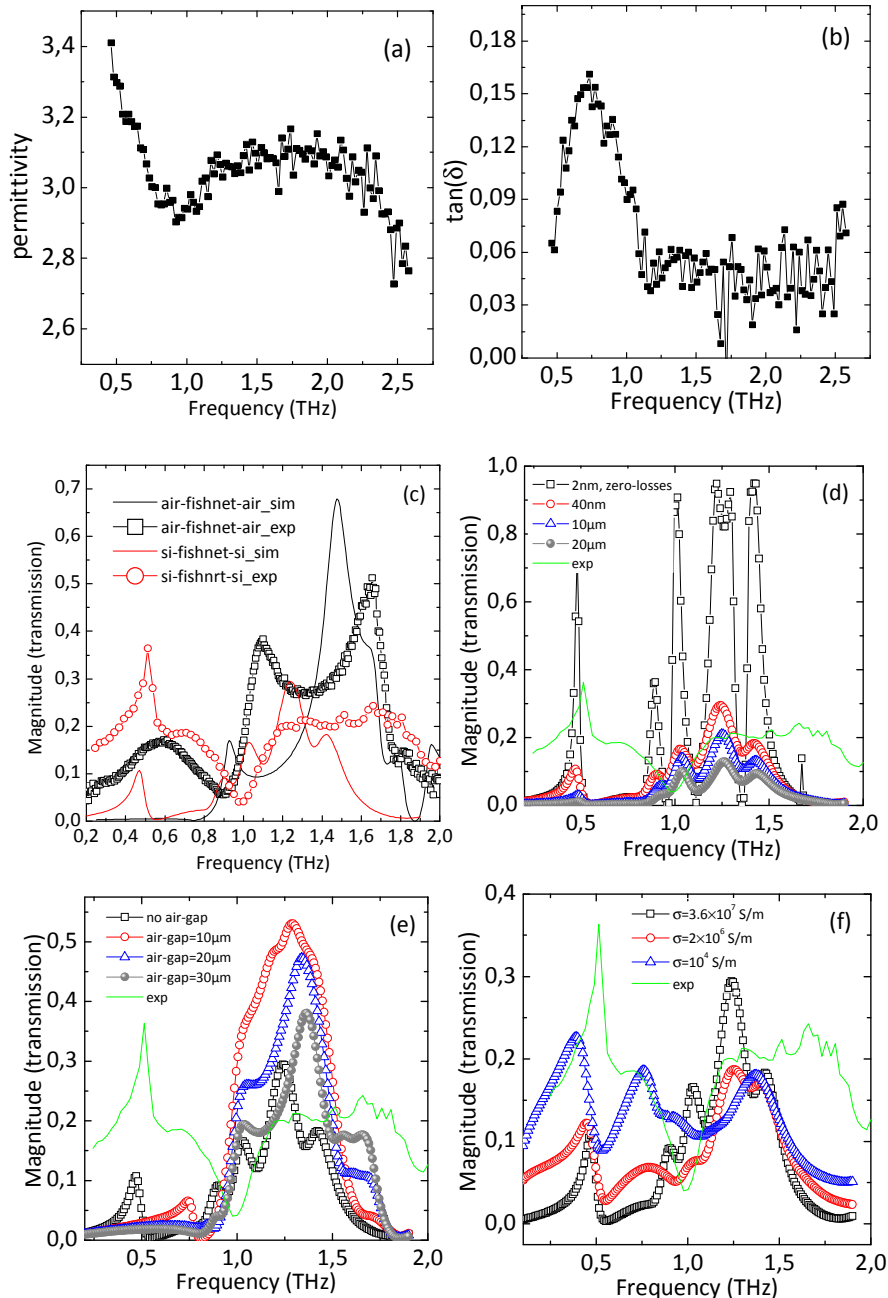 (a)
permittivity
3,4
3,2
3,0
2,8
2,6
0,5 1,0 1,5 2,0 2,5
Frequency (THz)
(b)
tan(δ)
0,18
0,15
0,12
0,09
0,06
0,03
0,00
0,5 1,0 1,5 2,0 2,5
Frequency (THz)
(c)
Magnitude (transmission)
0,7
0,6
0,5
0,4
0,3
0,2
0,1
0,0
air-fishnet-air_sim
air-fishnet-air_exp
si-fishnet-si_sim
si-fishnrt-si_exp
0,2 0,4 0,6 0,8 1,0 1,2 1,4 1,6 1,8 2,0
Frequency (THz)
(d)
Magnitude (transmission)
1,0
0,8
0,6
0,4
0,2
0,0
2nm, zero-losses
40nm
10μm
20μm
exp
0,5 1,0 1,5 2,0
Frequency (THz)
(e)
Magnitude (transmission)
0,5
0,4
0,3
0,2
0,1
0,0
no air-gap
air-gap=10μm
air-gap=20μm
air-gap=30μm
exp
0,5 1,0 1,5 2,0
Frequency (THz)
(f)
Magnitude (transmission)
0,4
0,3
0,2
0,1
0,0
σ=3.6×10⁷ S/m
σ=2×10⁶ S/m
σ=10⁴ S/m
exp
0,5 1,0 1,5 2,0
Frequency (THz)